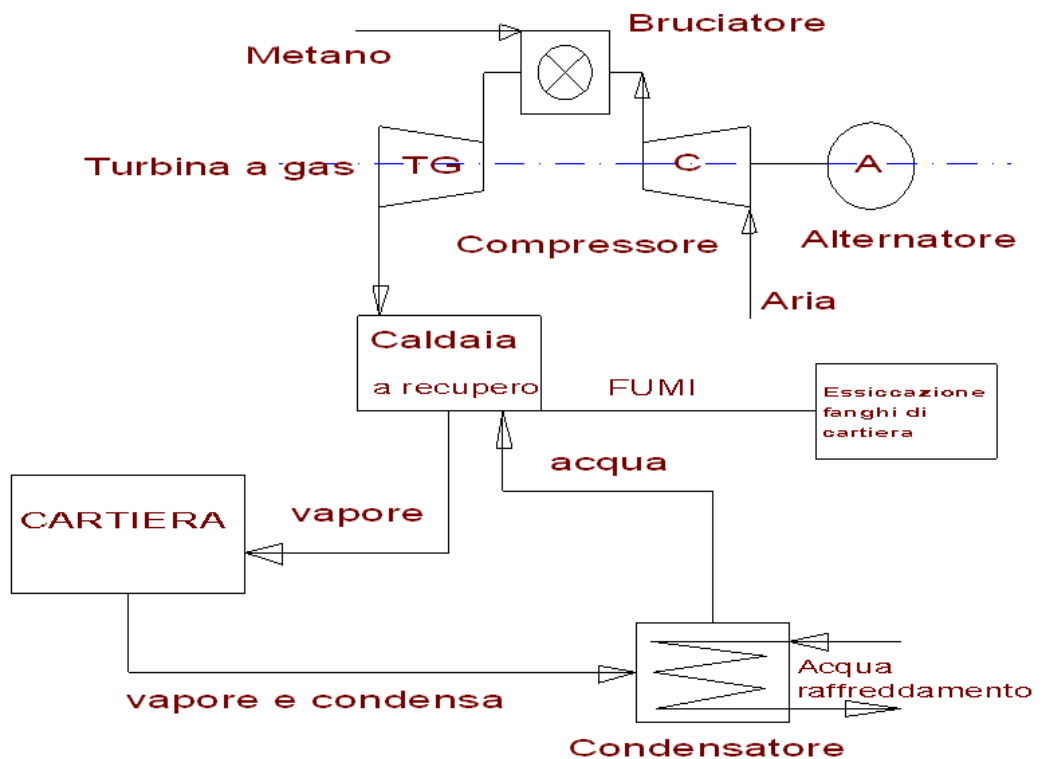 Bruciatore
Metano
Turbina a gas
TG
C
A
Compressore
Alternatore
Aria
Caldaia
a recupero
FUMI
Essiccazione
fanghi di
cartiera
acqua
vapore
CARTIERA
Acqua
raffreddamento
vapore e condensa
Condensatore